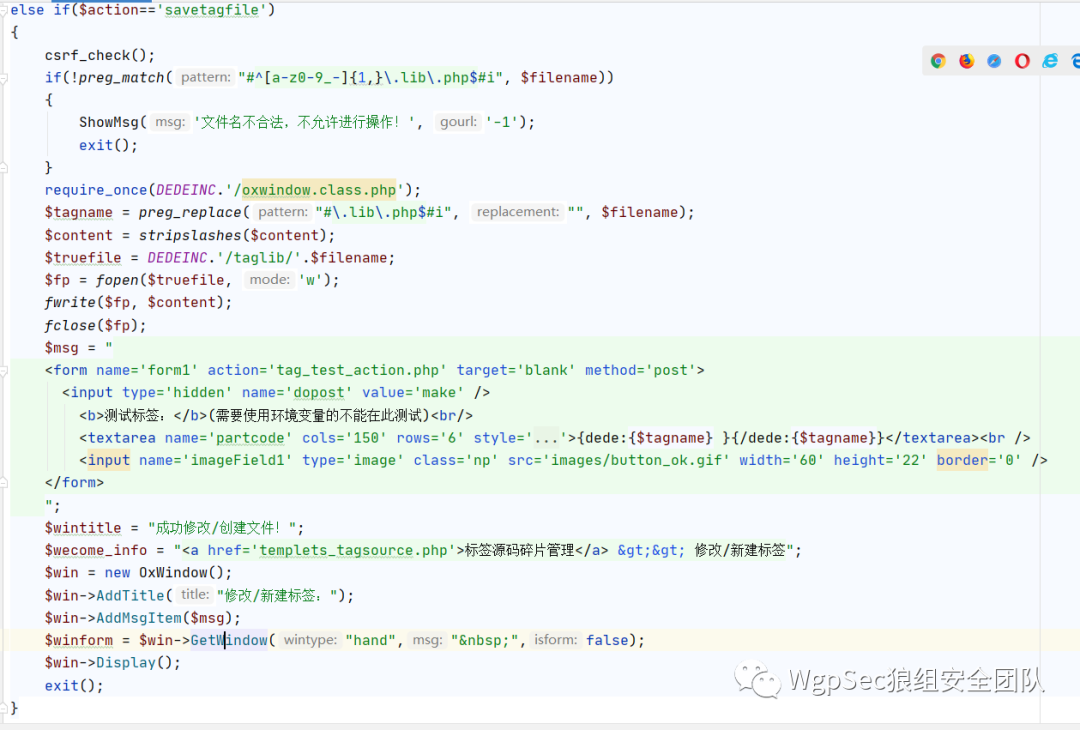 else if($action=='savetagfile')
{
csrf_check();
if(!preg_match( pattern: "#^[a-z0-9_-]{1,}\.lib\.php$#i", $filename))
{
ShowMsg( msg: '文件名不合法，不允许进行操作！', gourl: '-1');
exit();
}
require_once(DEDEINC.'/oxwindow.class.php');
$tagname = preg_replace( pattern: "#\.lib\.php$#i", replacement: "", $filename);
$content = stripslashes($content);
$truefile = DEDEINC.'/taglib/'.$filename;
$fp = fopen($truefile, mode: 'w');
fwrite($fp, $content);
fclose($fp);
$msg = "
<form name='form1' action='tag_test_action.php' target='blank' method='post'>
<input type='hidden' name='dopost' value='make' />
<b>测试标签：</b>(需要使用环境变量的不能在此测试)<br/>
<textarea name='partcode' cols='150' rows='6' style='...'>{dede:{$tagname} }{/dede:{$tagname}}</textarea><br />
<input name='imageField1' type='image' class='np' src='images/button_ok.gif' width='60' height='22' border='0' />
</form>
";
$wintitle = "成功修改/创建文件！";
$wecome_info = "<a href='templets_tagsource.php'>标签源码碎片管理</a> &gt;&gt; 修改/新建标签";
$win = new OxWindow();
$win->AddTitle( title: "修改/新建标签：");
$win->AddMsgItem($msg);
$winform = $win->GetWindow( wintype: "hand", msg: "&nbsp;", isform: false);
$win->Display();
exit();
}
WgpSec狼组安全团队